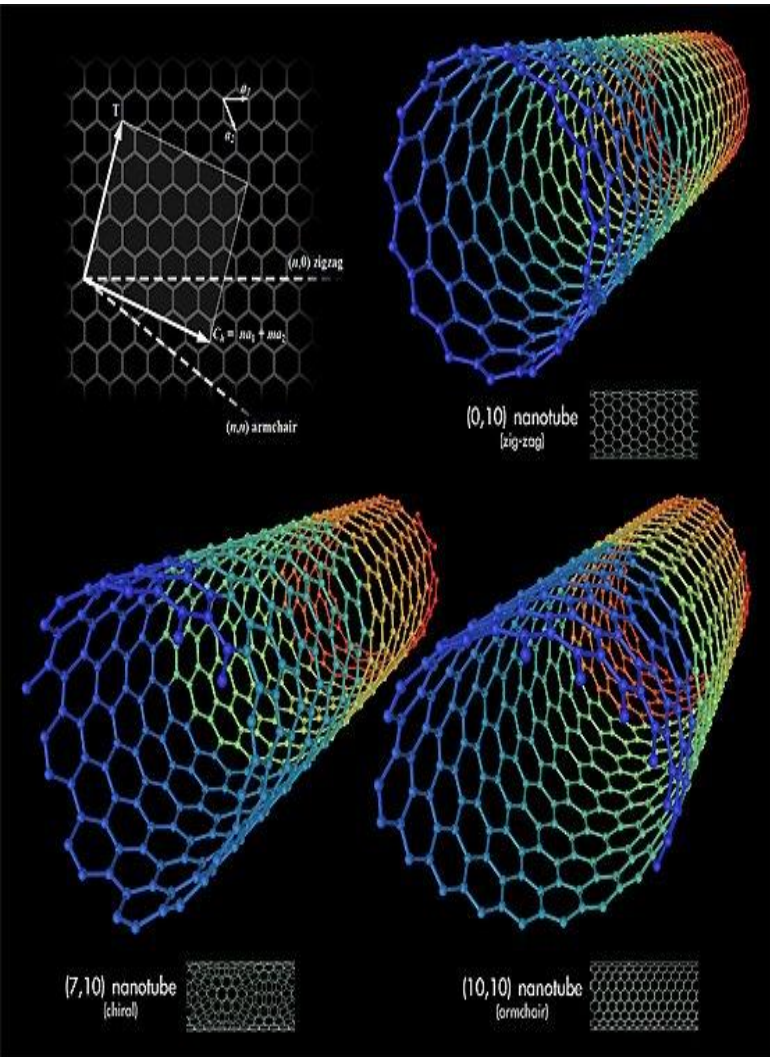 T
a₁
a₂
(n,0) zigzag
Cₕ = na₁ + ma₂
(n,n) armchair
(0,10) nanotube
(zig-zag)
(7,10) nanotube
(chiral)
(10,10) nanotube
(armchair)